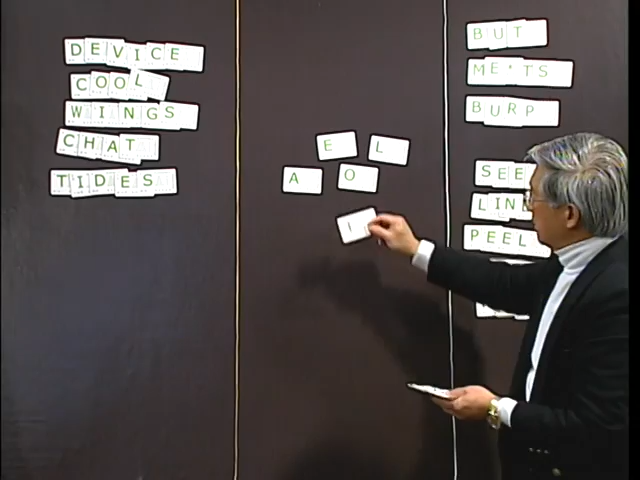 DEVICE
COOL
WINGS
CHAT
TIDES
E L
A O
I
BUT
ME'TS
BURP
SEE
LIN
PEEL